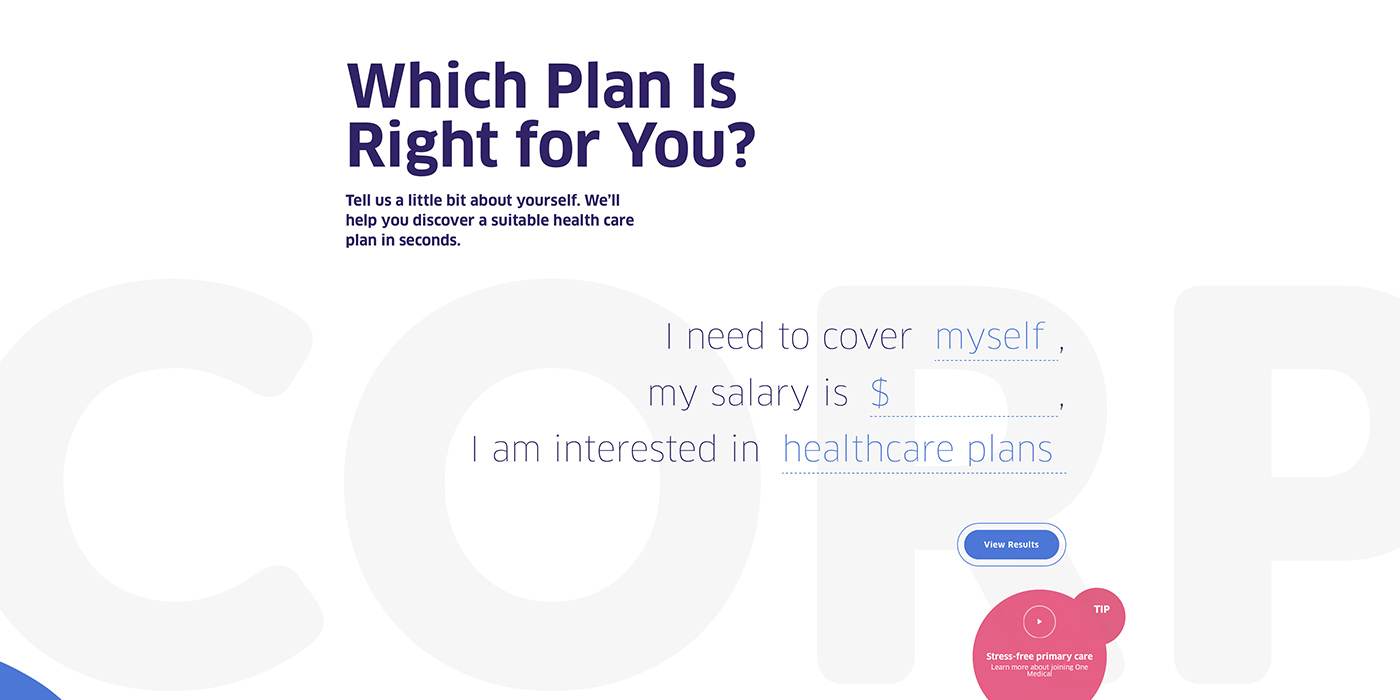 Which Plan Is
Right for You?
Tell us a little bit about yourself. We’ll
help you discover a suitable health care
plan in seconds.
CORP
I need to cover myself ,
my salary is $ ,
I am interested in healthcare plans
View Results
TIP
Stress-free primary care
Learn more about joining One
Medical